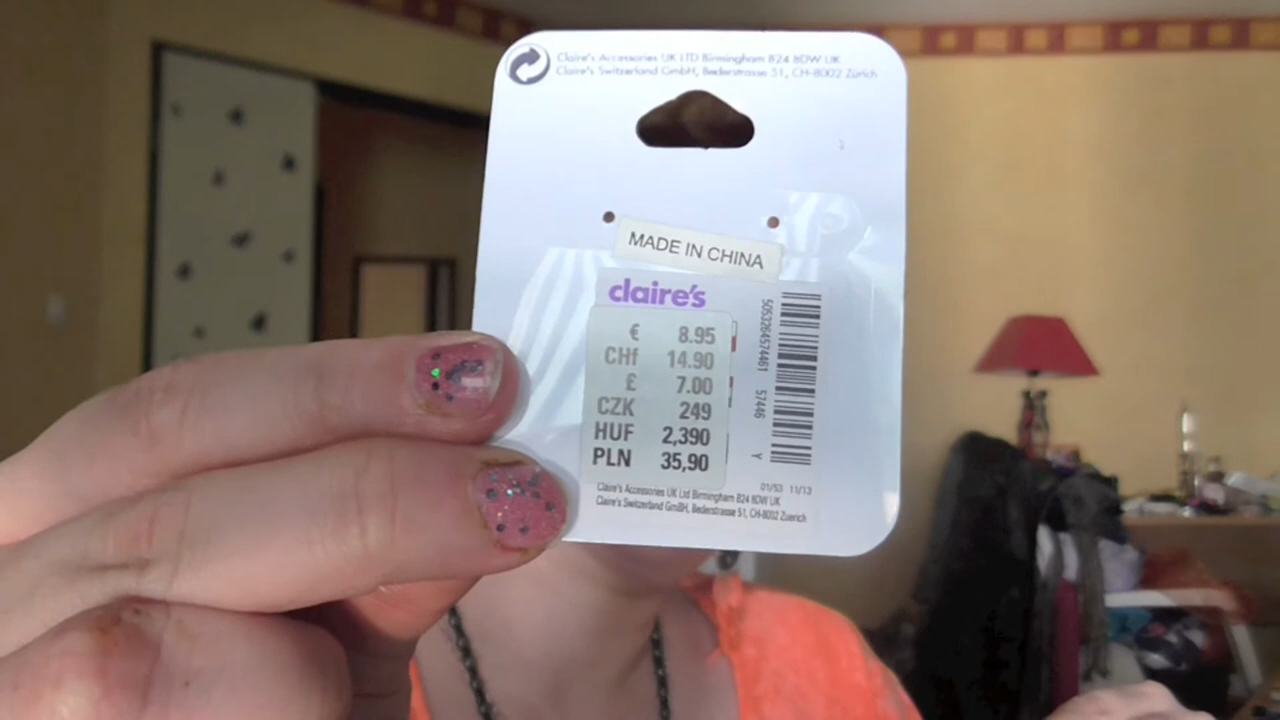 Claire's Accessories UK LTD Birmingham B24 8DW UK
Claire's Switzerland GmbH, Bederstrasse 51, CH-8002 Zürich
MADE IN CHINA
claire's
€ 8.95
CHf 14.90
£ 7.00
CZK 249
HUF 2,390
PLN 35,90
5053264574461 57446 Y
01/53 11/13
Claire's Accessories UK Ltd Birmingham B24 8DW UK
Claire's Switzerland GmBH, Bederstrasse 51, CH-8002 Zuerich